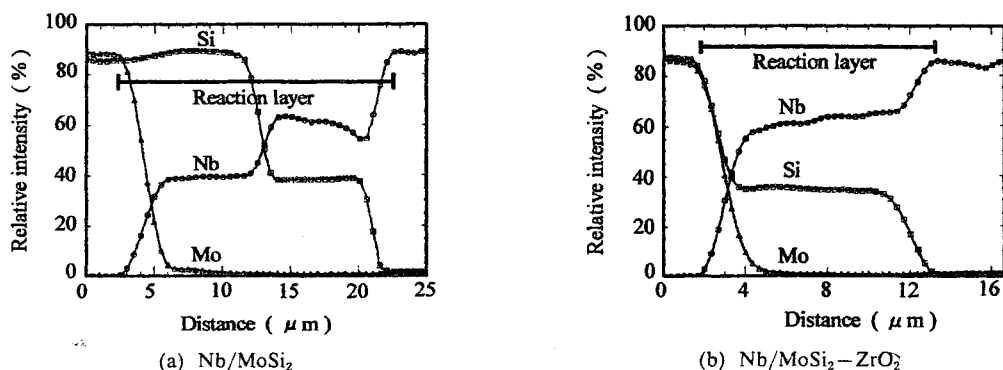 100
80
60
40
20
0
Relative intensity (%)
Si
Reaction layer
Nb
Mo
0 5 10 15 20 25
Distance ( μm)
(a) Nb/MoSi₂
100
80
60
40
20
0
Relative intensity (%)
Reaction layer
Nb
Si
Mo
0 4 8 12 16
Distance ( μm)
(b) Nb/MoSi₂−ZrO₂